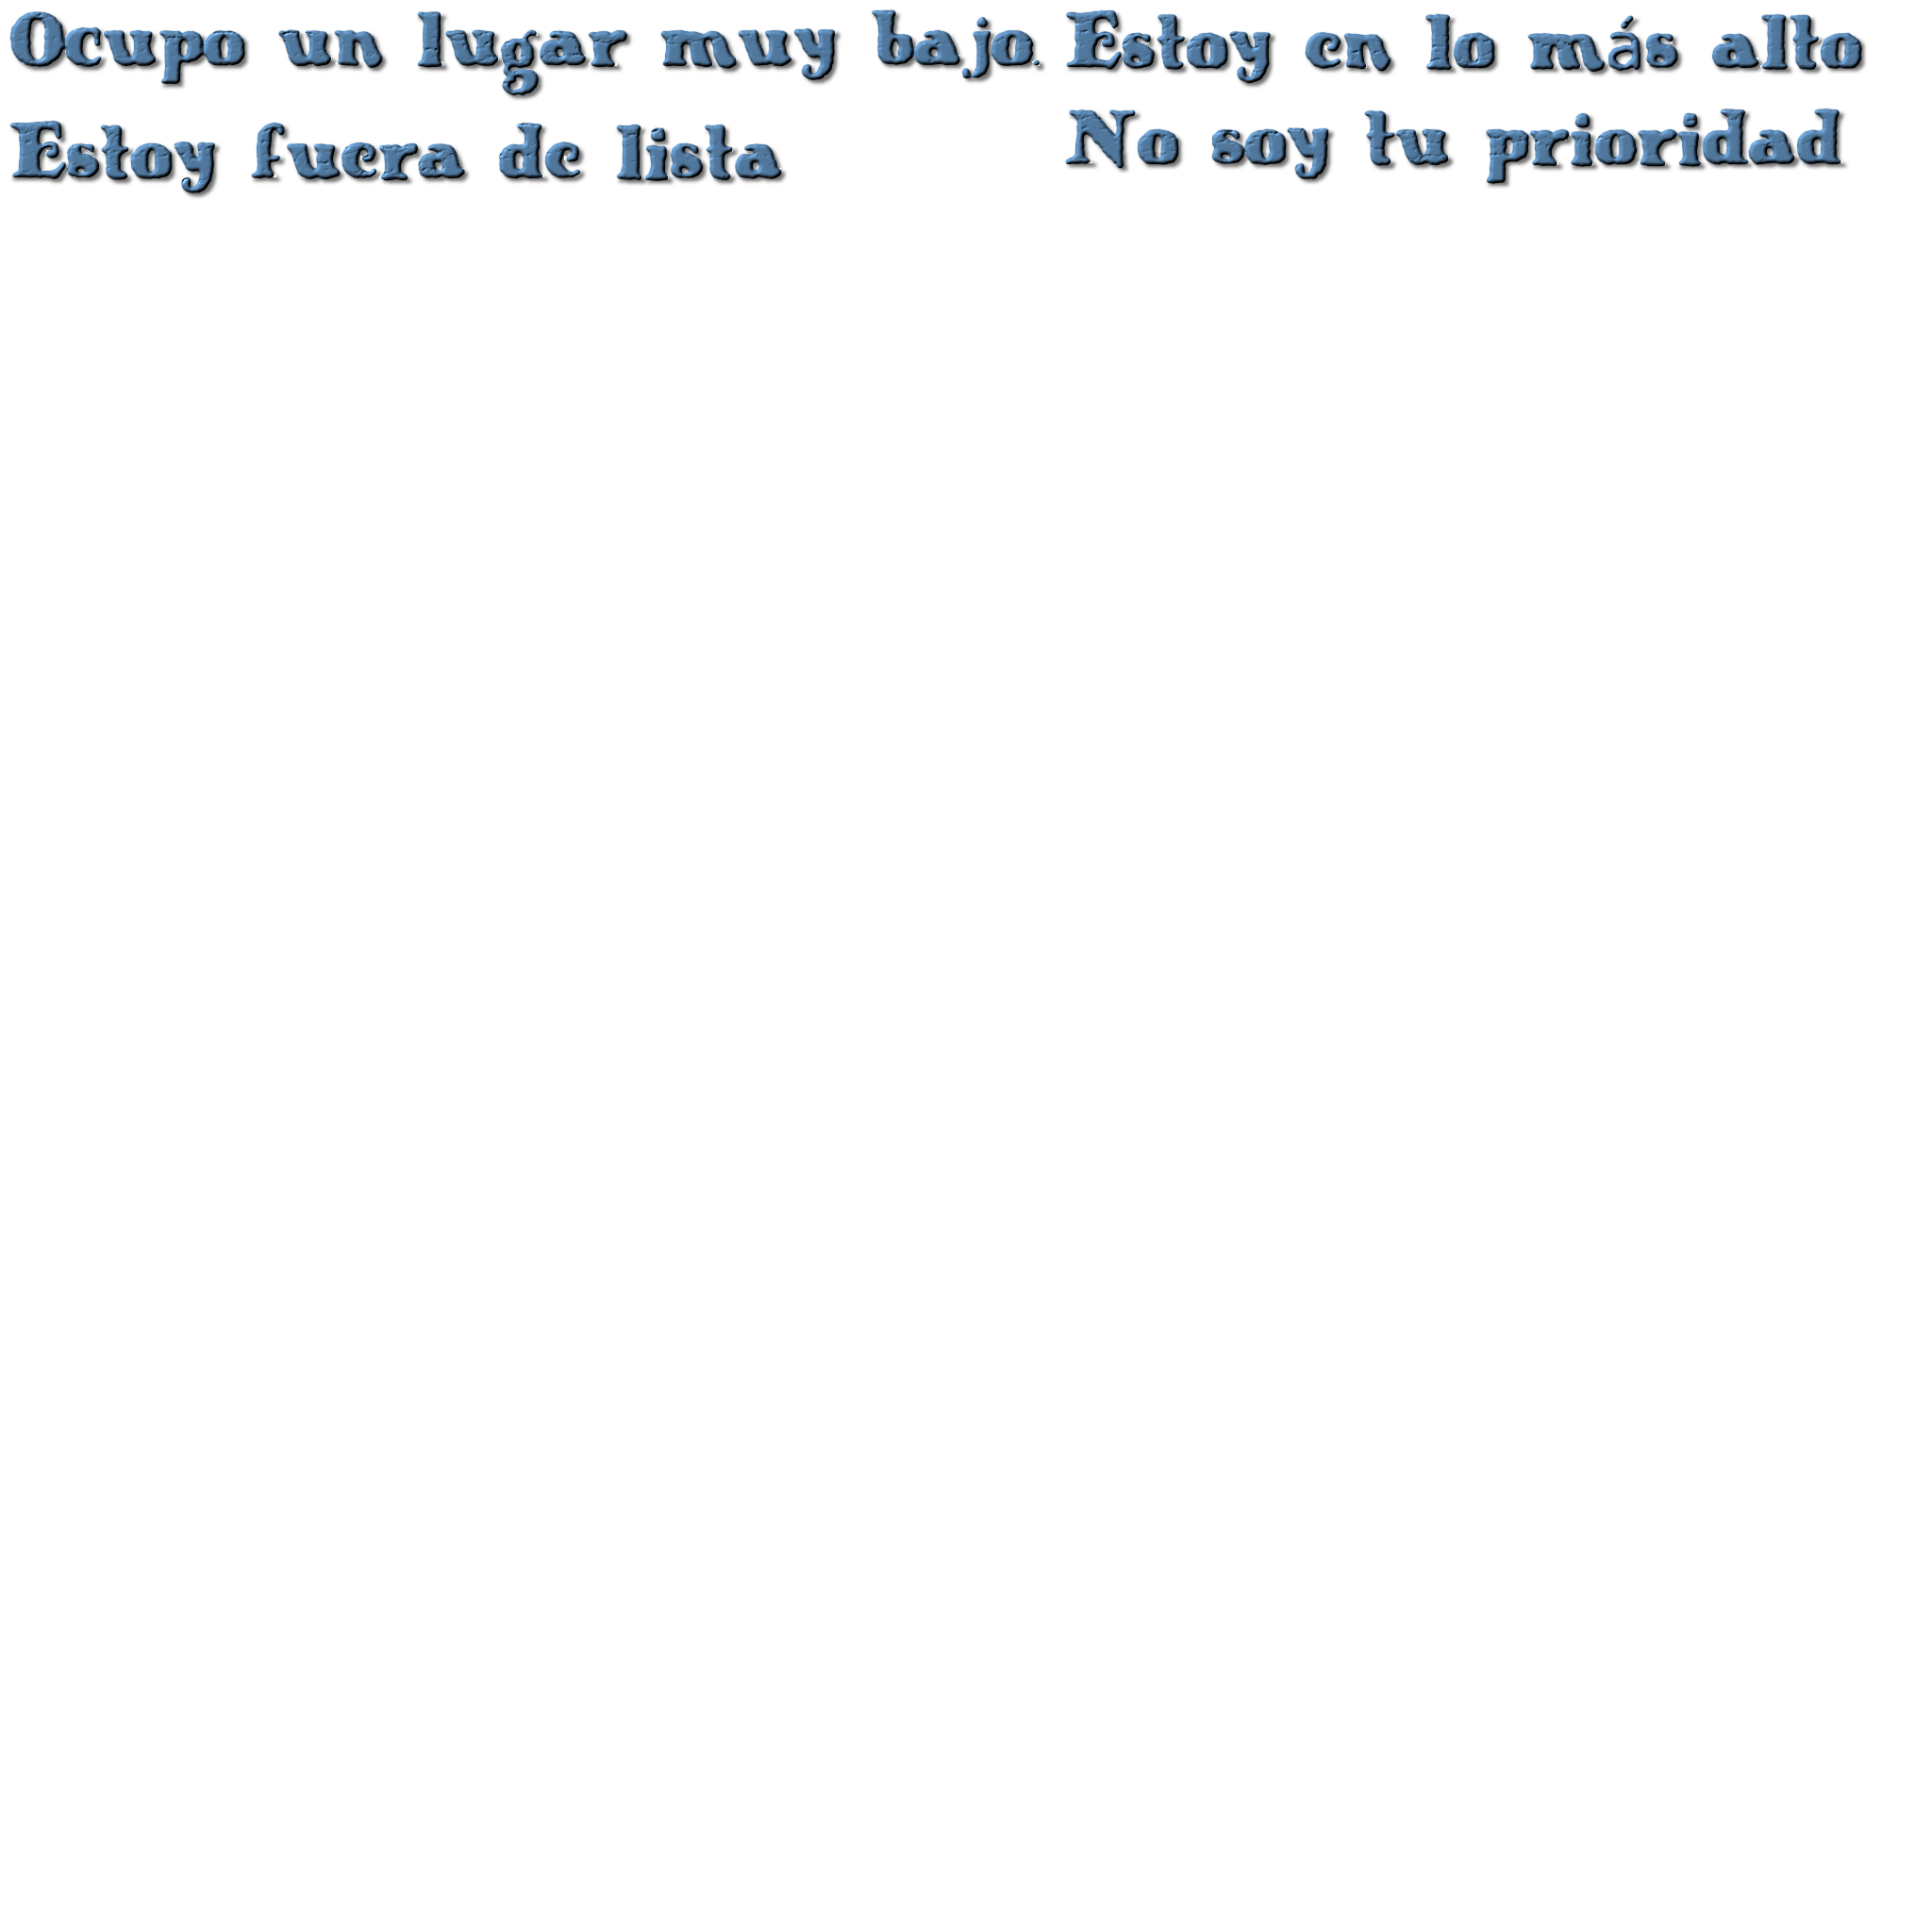 Ocupo un lugar muy bajo.
Estoy fuera de lista
Estoy en lo más alto
No soy tu prioridad